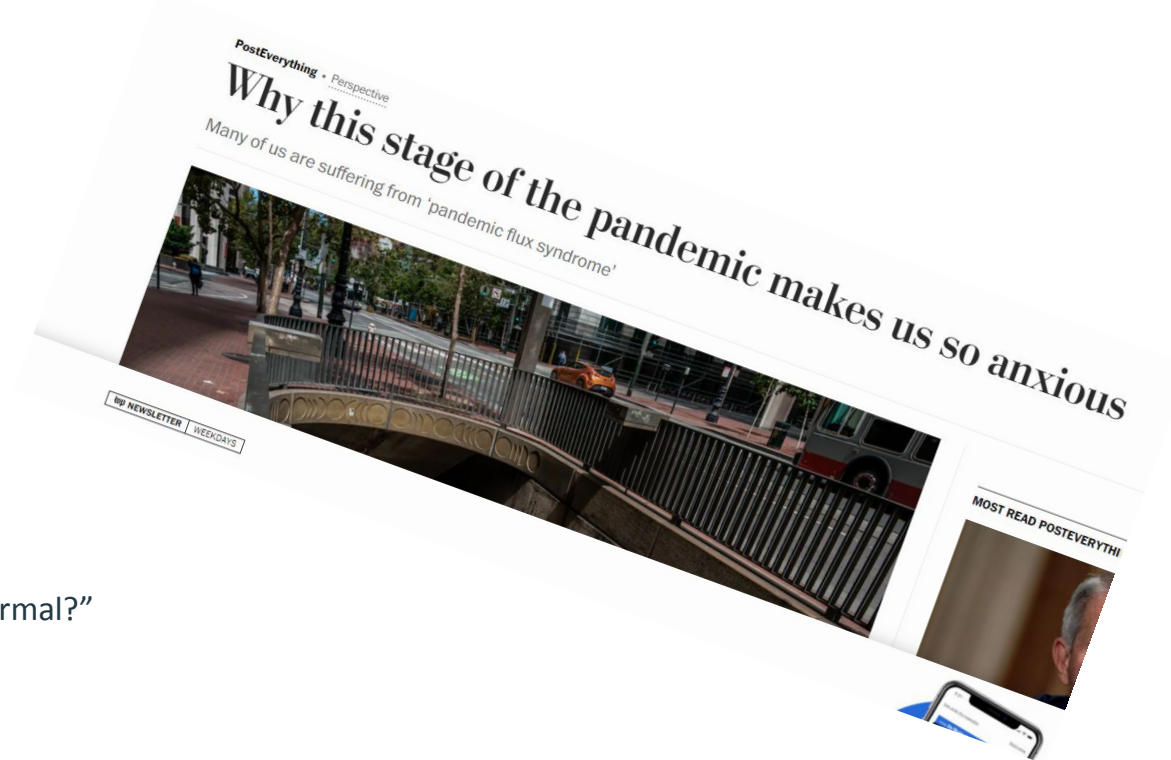 PostEverything • Perspective
Why this stage of the pandemic makes us so anxious
Many of us are suffering from ‘pandemic flux syndrome’
wp NEWSLETTER WEEKDAYS
MOST READ POSTEVERYTHI
rmal?”